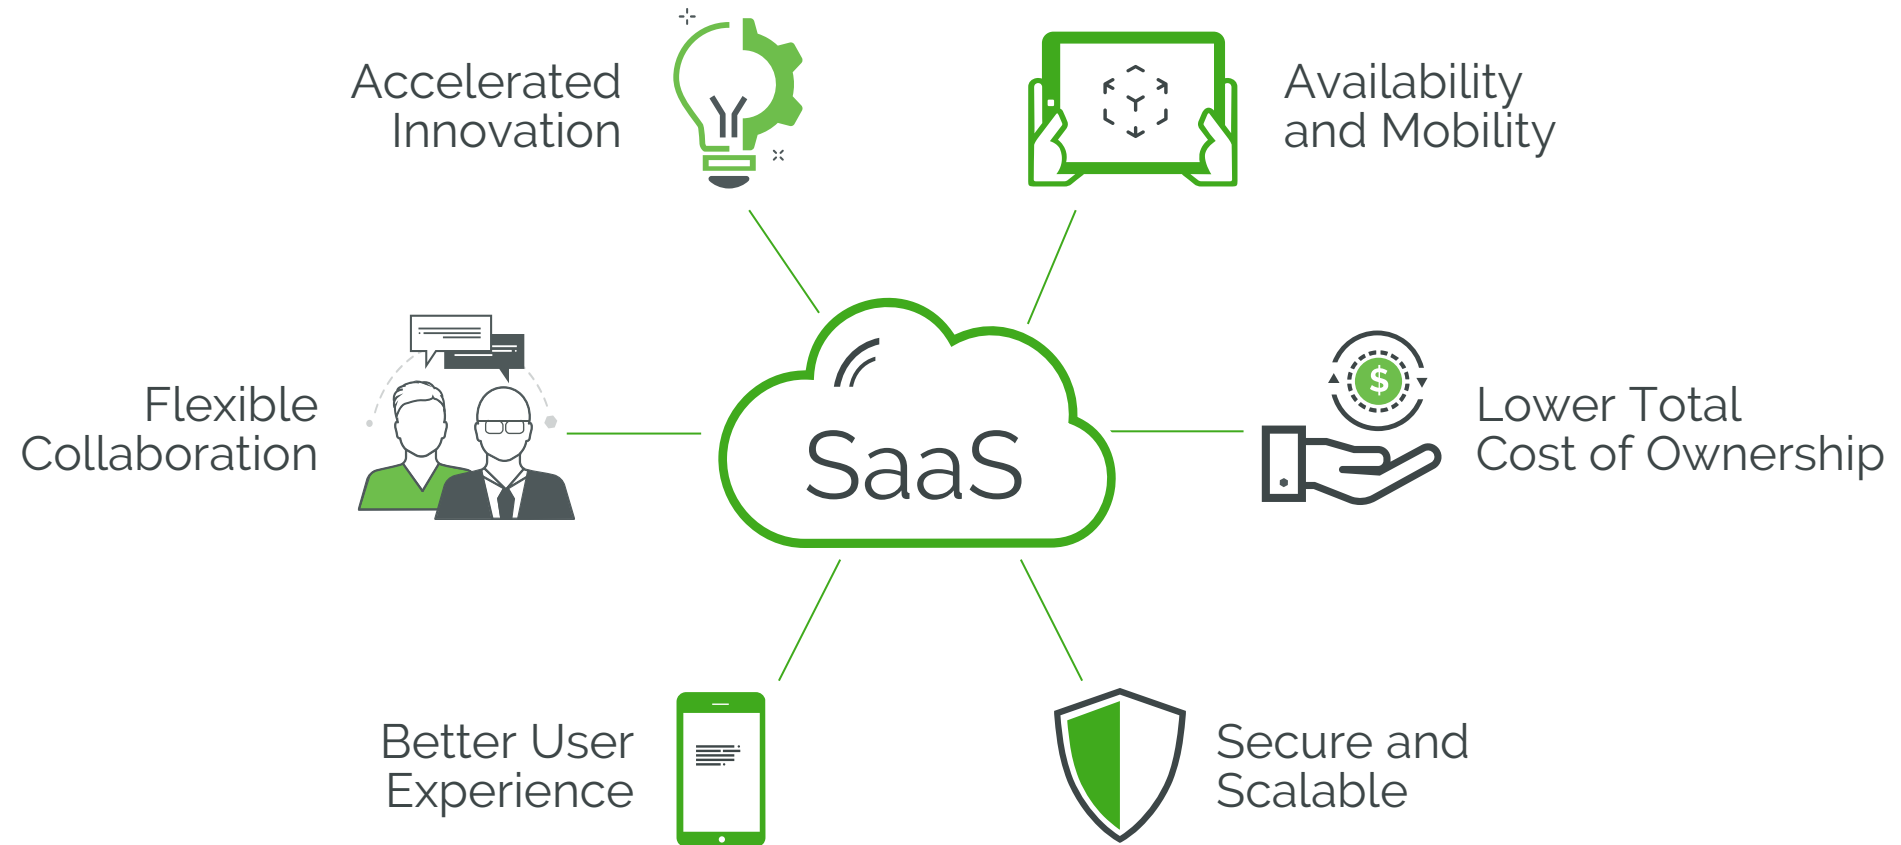 Accelerated
Innovation
Availability
and Mobility
Flexible
Collaboration
SaaS
$
Lower Total
Cost of Ownership
Better User
Experience
Secure and
Scalable